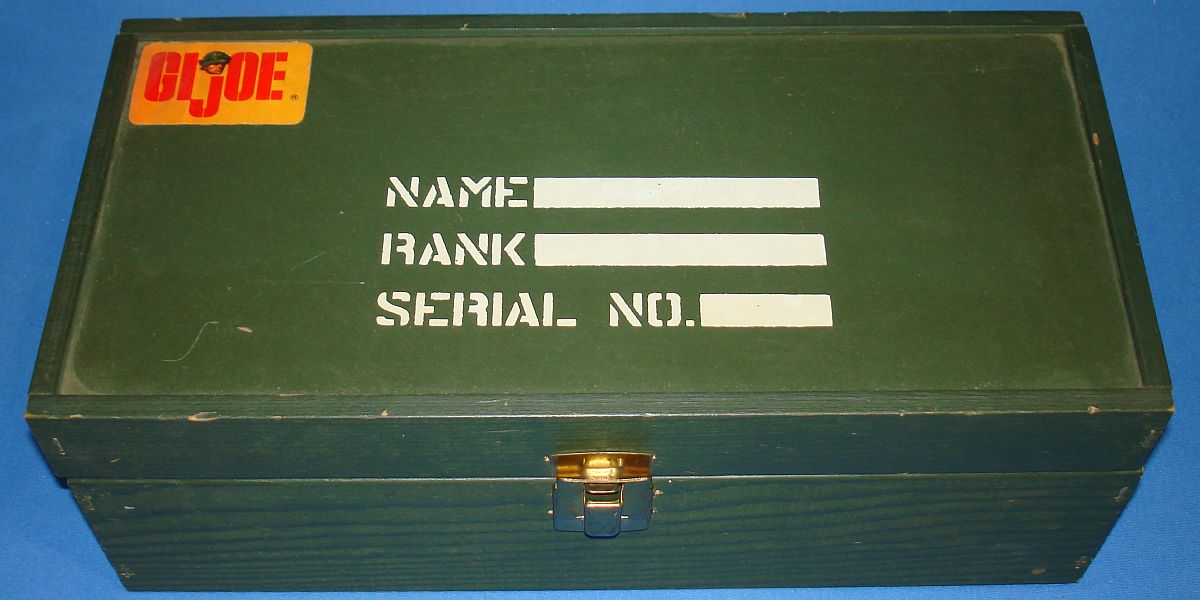 GIJOE ®
NAME
RANK
SERIAL NO.